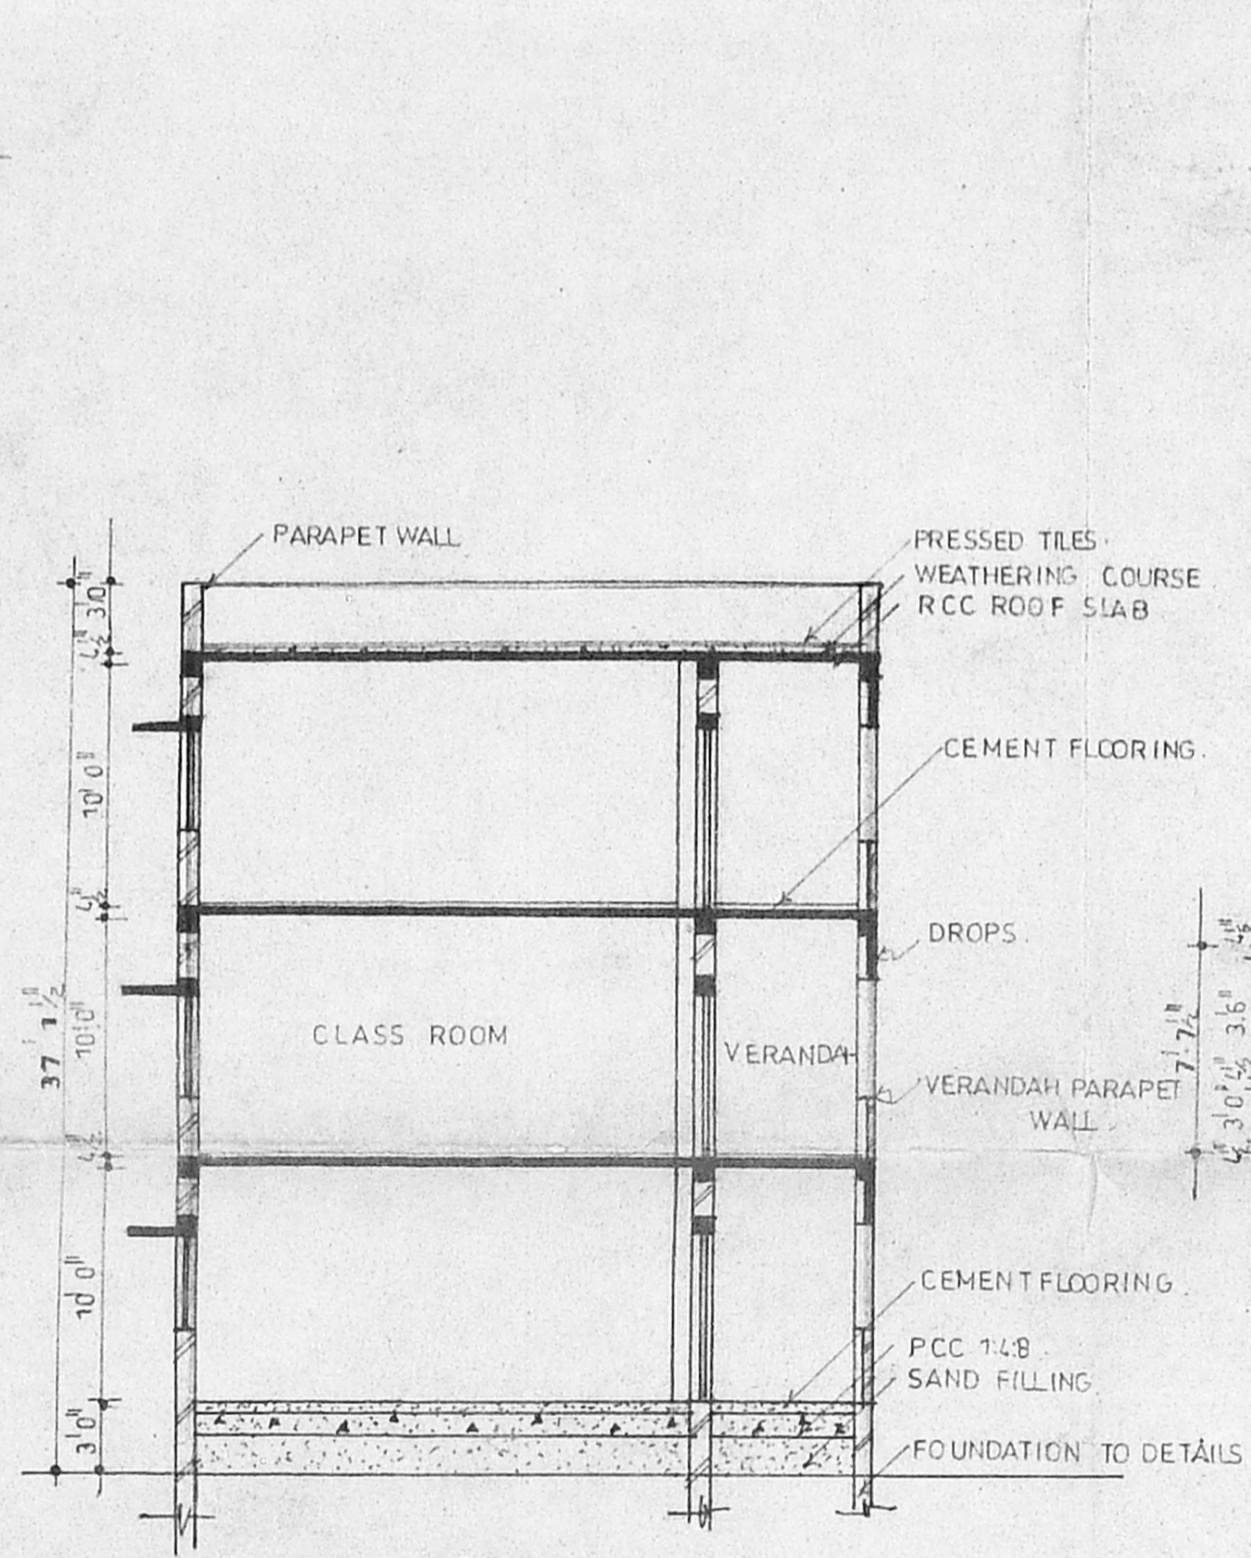 PARAPET WALL
PRESSED TILES.
WEATHERING COURSE
RCC ROOF SLAB
3'0"
4½"
CEMENT FLOORING.
10'0"
4½"
DROPS.
37'1½"
10'0"
CLASS ROOM
VERANDAH
7'-7½"
3'.6"
3'0"
VERANDAH PARAPET
WALL.
4½"
CEMENT FLOORING.
10'0"
PCC 1:4:8.
SAND FILLING
3'0"
FOUNDATION TO DETAILS